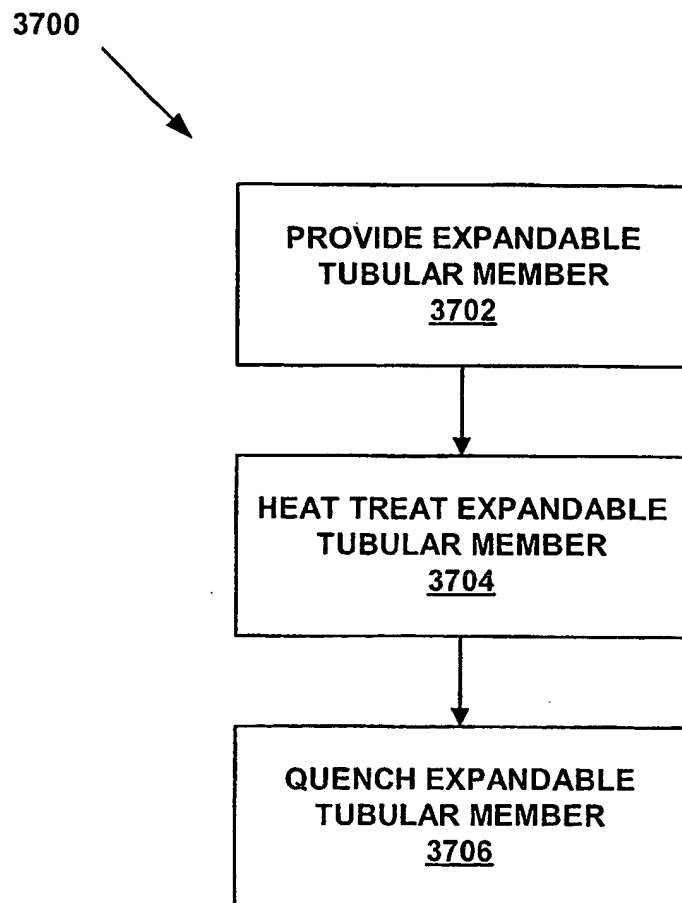 3700
PROVIDE EXPANDABLE
TUBULAR MEMBER
3702
HEAT TREAT EXPANDABLE
TUBULAR MEMBER
3704
QUENCH EXPANDABLE
TUBULAR MEMBER
3706